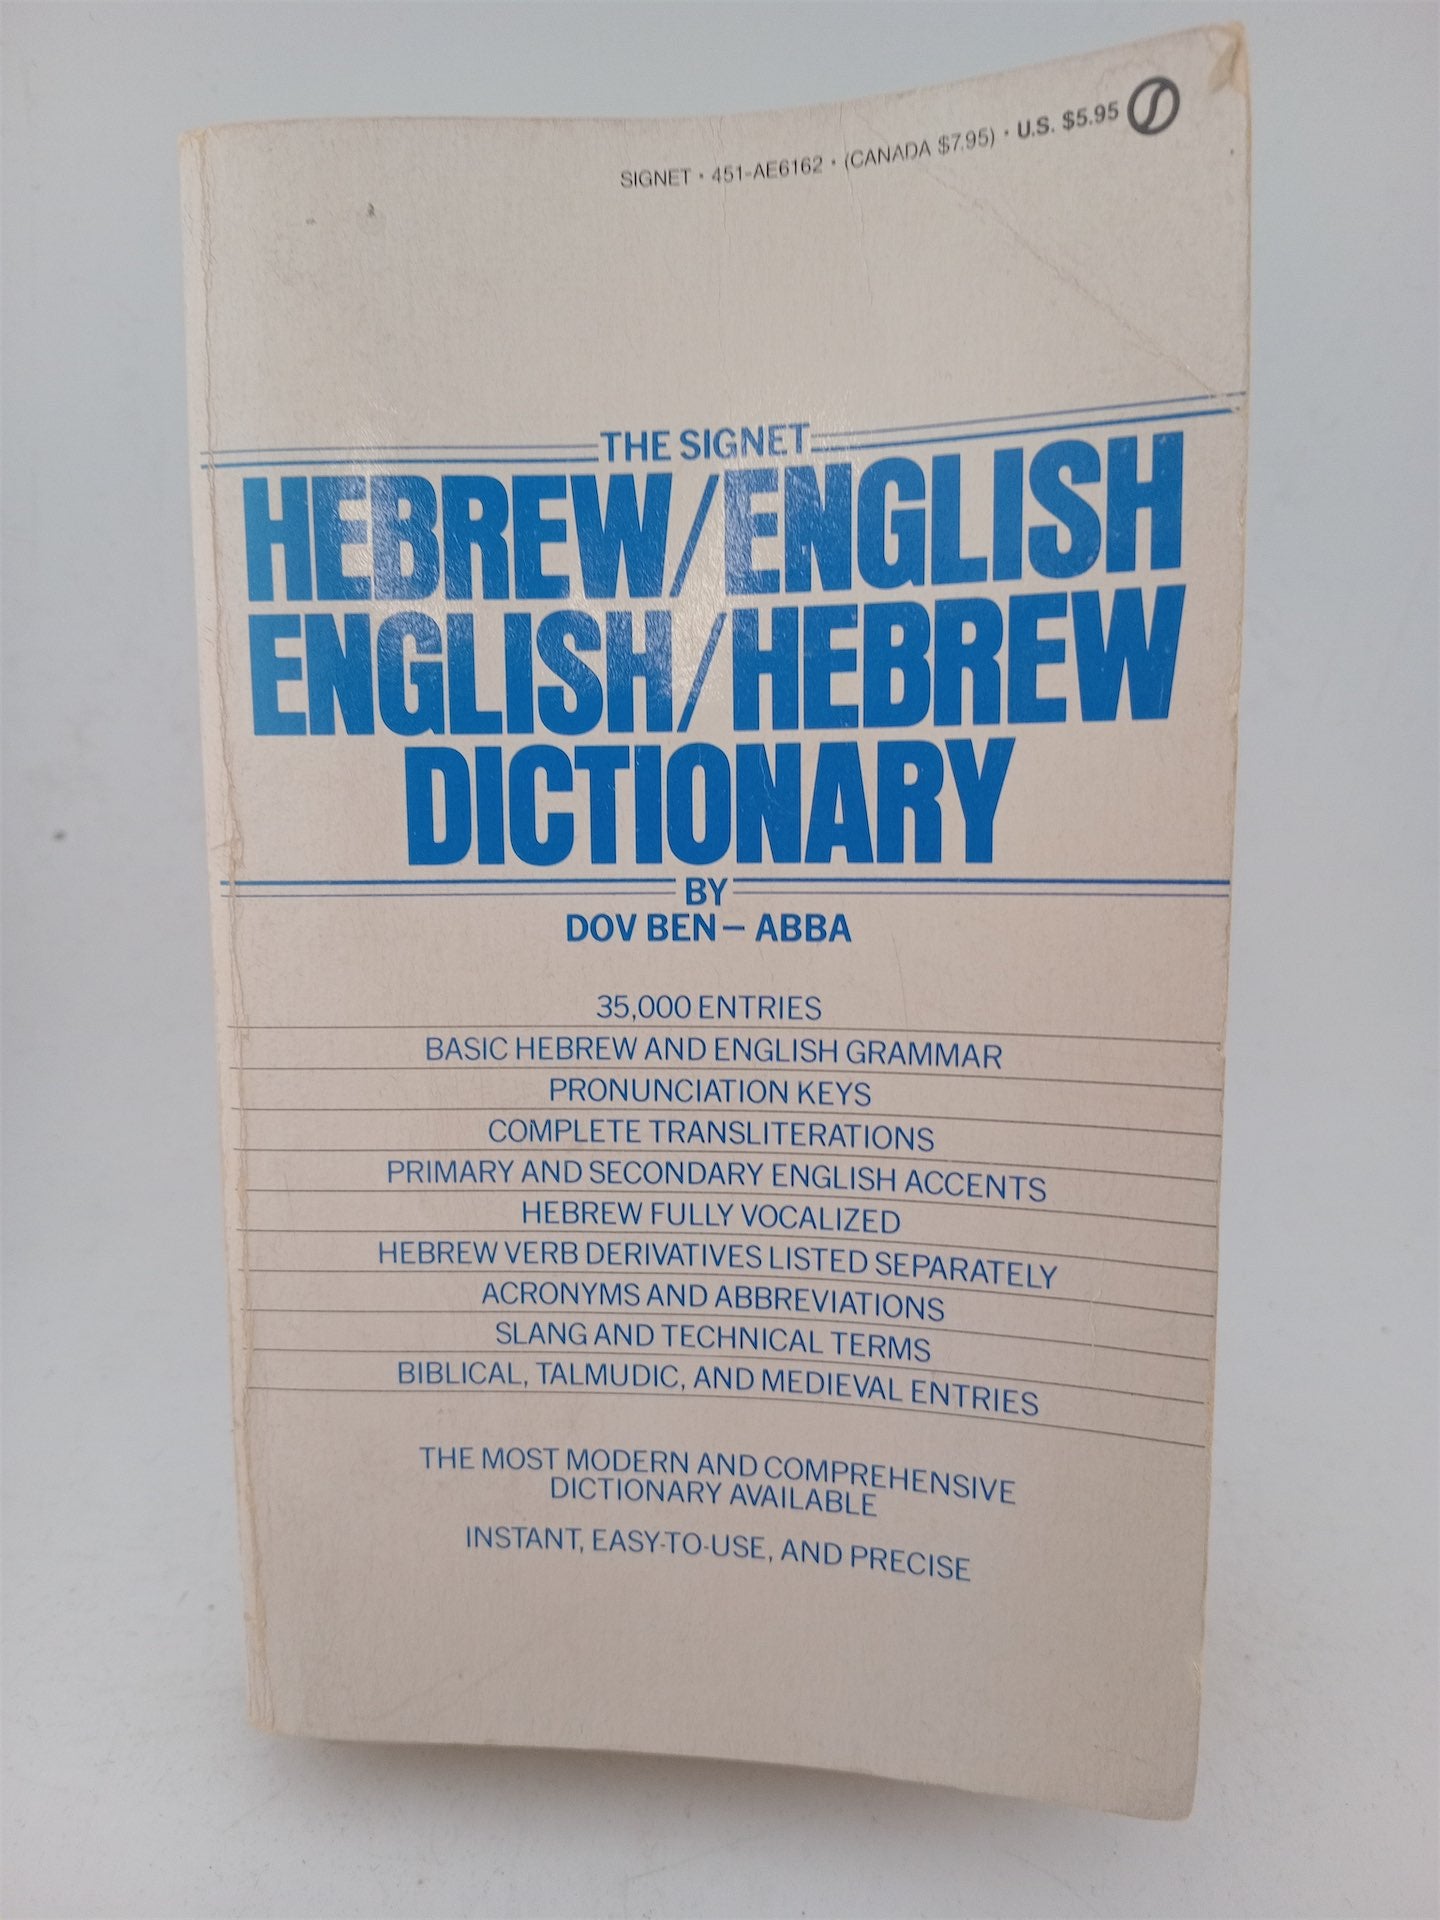 SIGNET • 451-AE6162 • (CANADA $7.95) • U.S. $5.95
THE SIGNET
HEBREW/ENGLISH
ENGLISH/HEBREW
DICTIONARY
BY
DOV BEN – ABBA
35,000 ENTRIES
BASIC HEBREW AND ENGLISH GRAMMAR
PRONUNCIATION KEYS
COMPLETE TRANSLITERATIONS
PRIMARY AND SECONDARY ENGLISH ACCENTS
HEBREW FULLY VOCALIZED
HEBREW VERB DERIVATIVES LISTED SEPARATELY
ACRONYMS AND ABBREVIATIONS
SLANG AND TECHNICAL TERMS
BIBLICAL, TALMUDIC, AND MEDIEVAL ENTRIES
THE MOST MODERN AND COMPREHENSIVE
DICTIONARY AVAILABLE
INSTANT, EASY-TO-USE, AND PRECISE